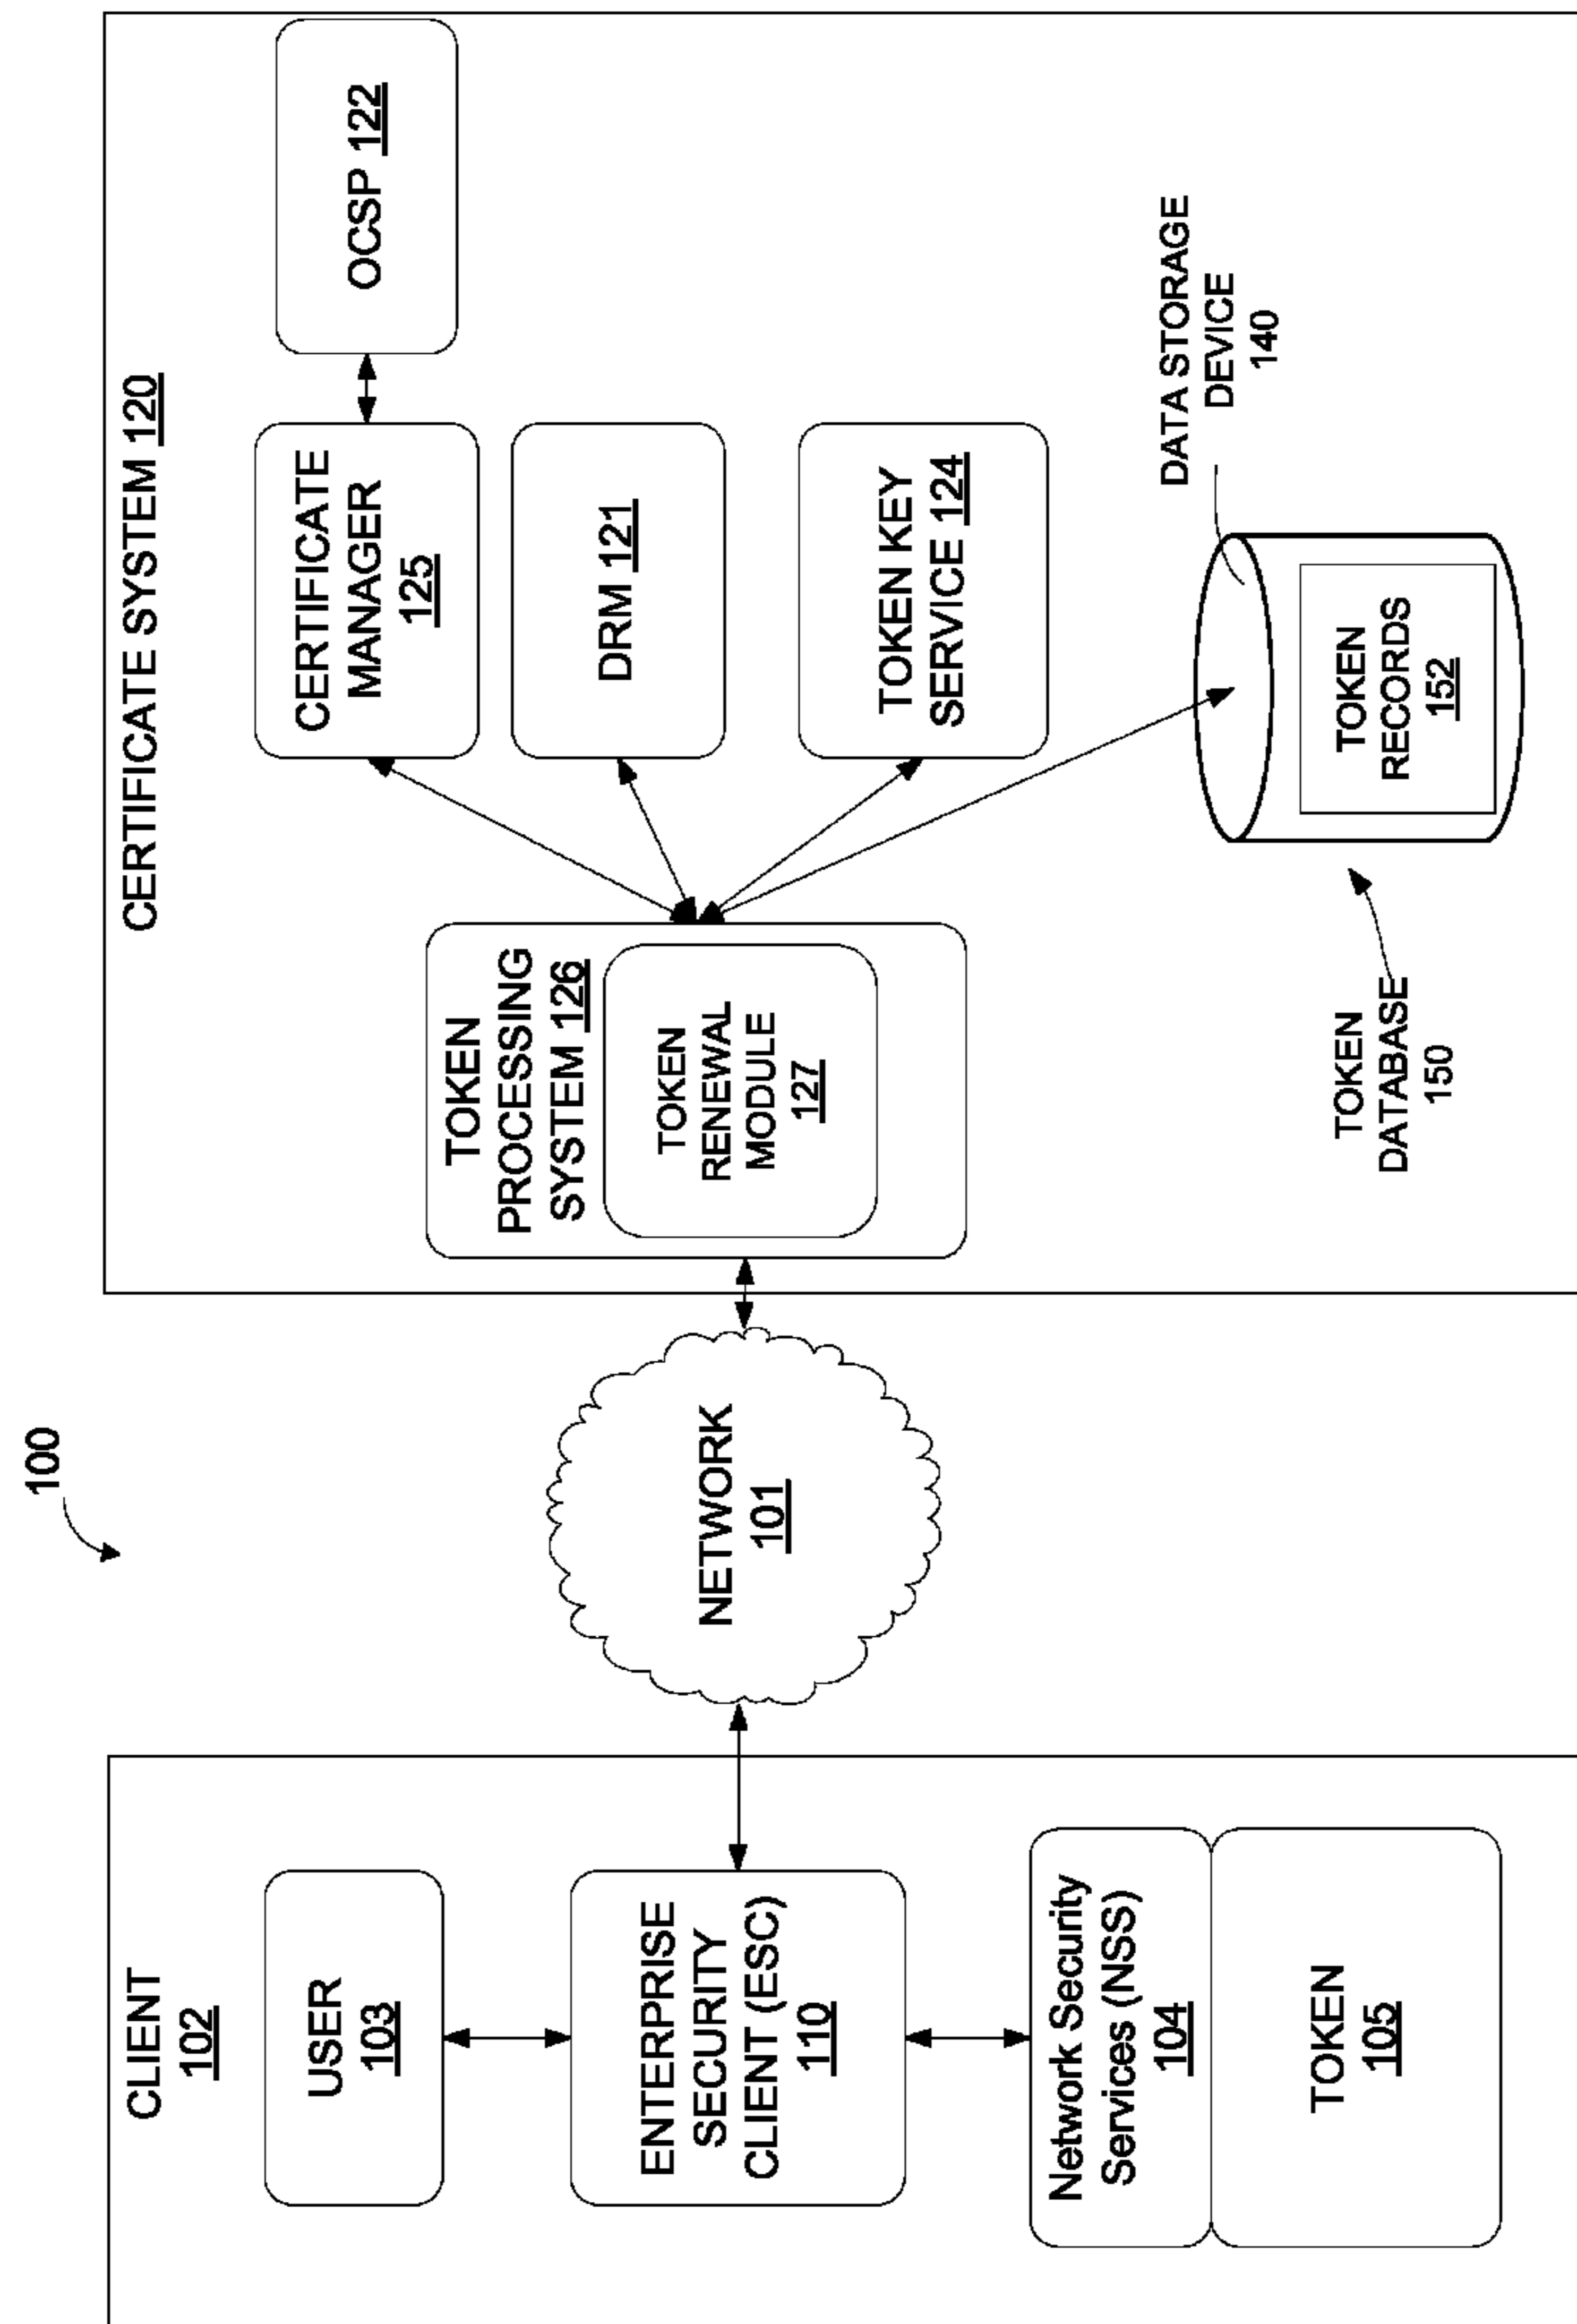 100
CLIENT
102
USER
103
ENTERPRISE
SECURITY
CLIENT (ESC)
110
Network Security
Services (NSS)
104
TOKEN
105
NETWORK
101
CERTIFICATE SYSTEM 120
TOKEN
PROCESSING
SYSTEM 126
TOKEN
RENEWAL
MODULE
127
CERTIFICATE
MANAGER
125
OCSP 122
DRM 121
TOKEN KEY
SERVICE 124
DATA STORAGE
DEVICE
140
TOKEN
RECORDS
152
TOKEN
DATABASE
150